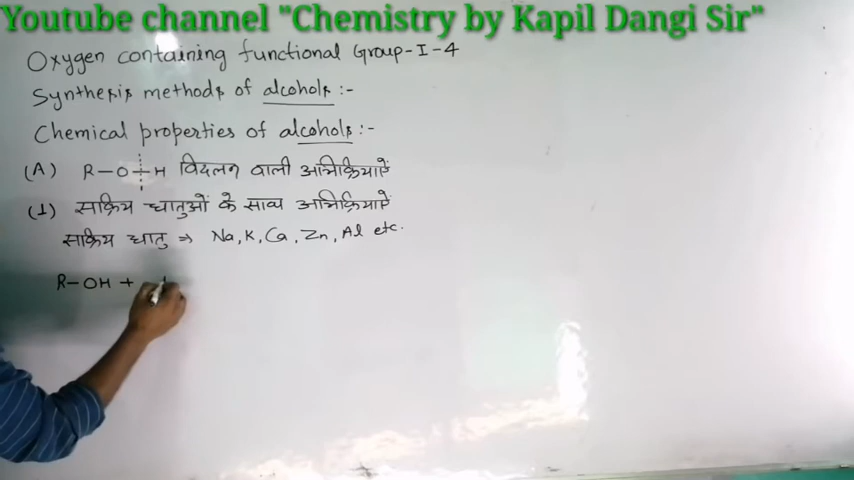 Youtube channel "Chemistry by Kapil Dangi Sir"
Oxygen containing functional Group-I-4
Synthesis methods of alcohols :-
Chemical properties of alcohols :-
(A) R-O-H विदलन वाली अभिक्रियाऐं
(1) सक्रिय धातुओं के साथ अभिक्रियाऐं
सक्रिय धातु ⇒ Na, K, Ca, Zn, Al etc.
R-OH +